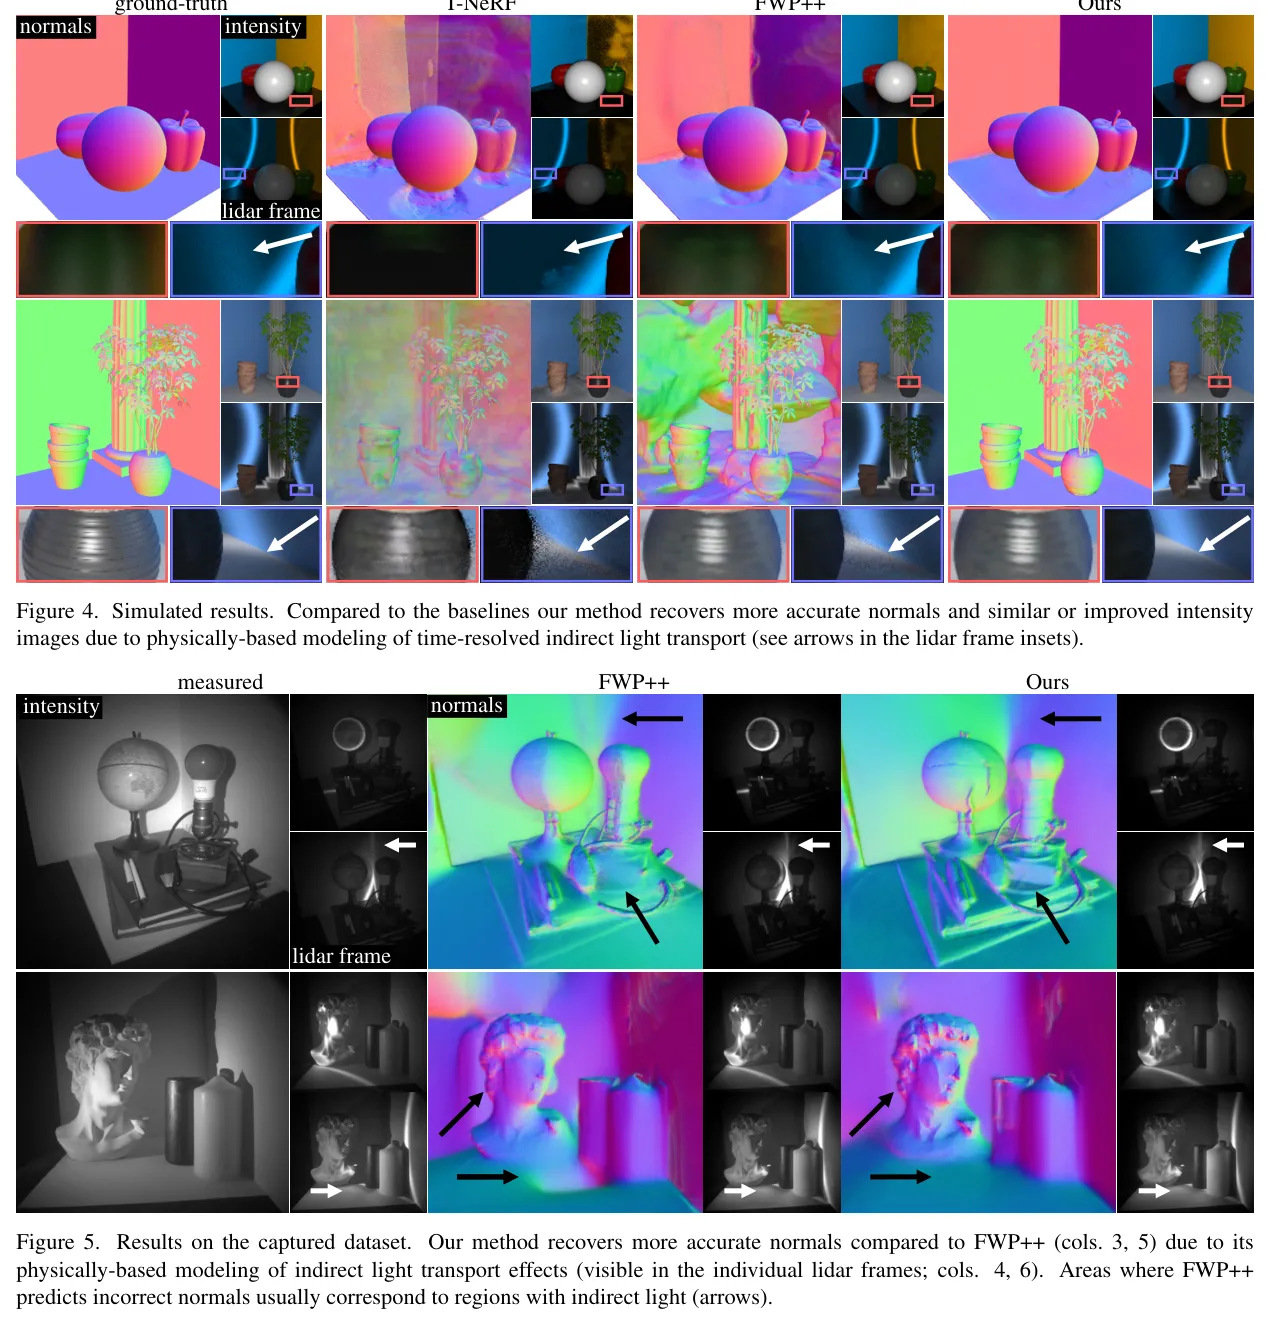 ground-truth T-NeRF FWP++ Ours
normals intensity
lidar frame
Figure 4. Simulated results. Compared to the baselines our method recovers more accurate normals and similar or improved intensity
images due to physically-based modeling of time-resolved indirect light transport (see arrows in the lidar frame insets).
measured FWP++ Ours
intensity normals
lidar frame
Figure 5. Results on the captured dataset. Our method recovers more accurate normals compared to FWP++ (cols. 3, 5) due to its
physically-based modeling of indirect light transport effects (visible in the individual lidar frames; cols. 4, 6). Areas where FWP++
predicts incorrect normals usually correspond to regions with indirect light (arrows).